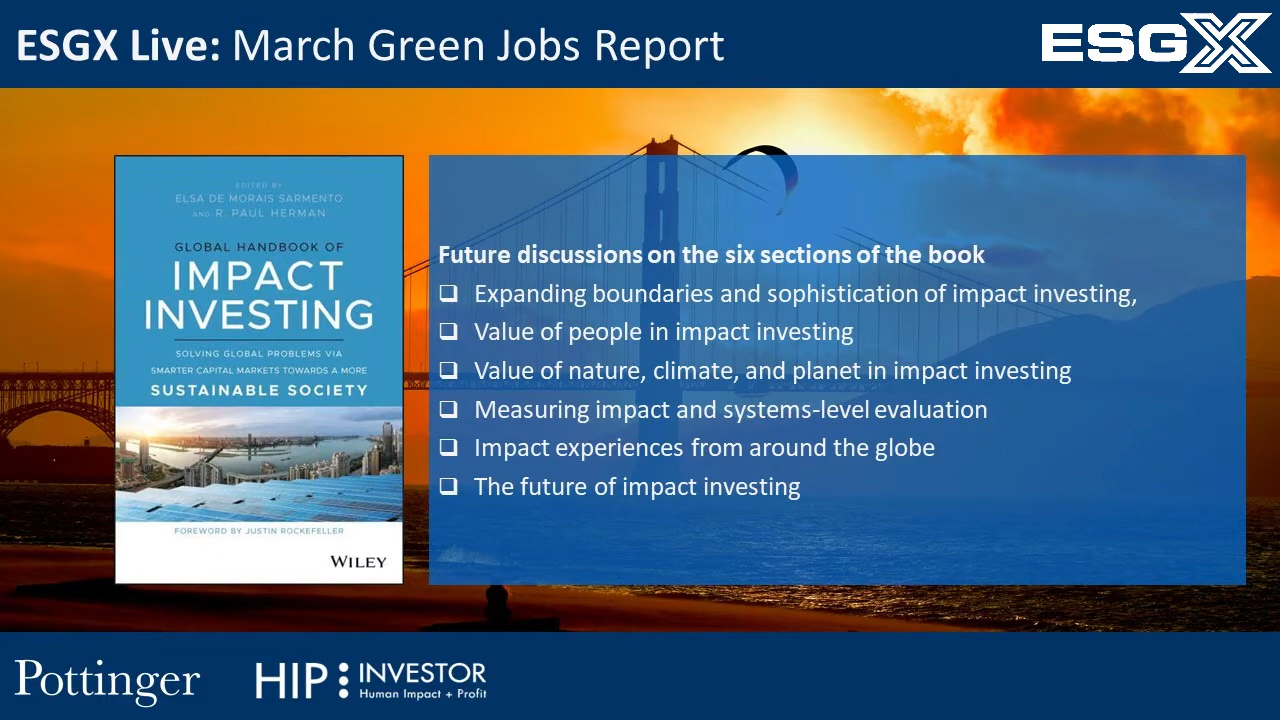 ESGX Live: March Green Jobs Report
ESGX
EDITED BY
ELSA DE MORAIS SARMENTO
AND R. PAUL HERMAN
GLOBAL HANDBOOK OF
IMPACT
INVESTING
SOLVING GLOBAL PROBLEMS VIA
SMARTER CAPITAL MARKETS TOWARDS A MORE
SUSTAINABLE SOCIETY
FOREWORD BY JUSTIN ROCKEFELLER
WILEY
Future discussions on the six sections of the book
❑ Expanding boundaries and sophistication of impact investing,
❑ Value of people in impact investing
❑ Value of nature, climate, and planet in impact investing
❑ Measuring impact and systems-level evaluation
❑ Impact experiences from around the globe
❑ The future of impact investing
Pottinger
HIP: INVESTOR
Human Impact + Profit